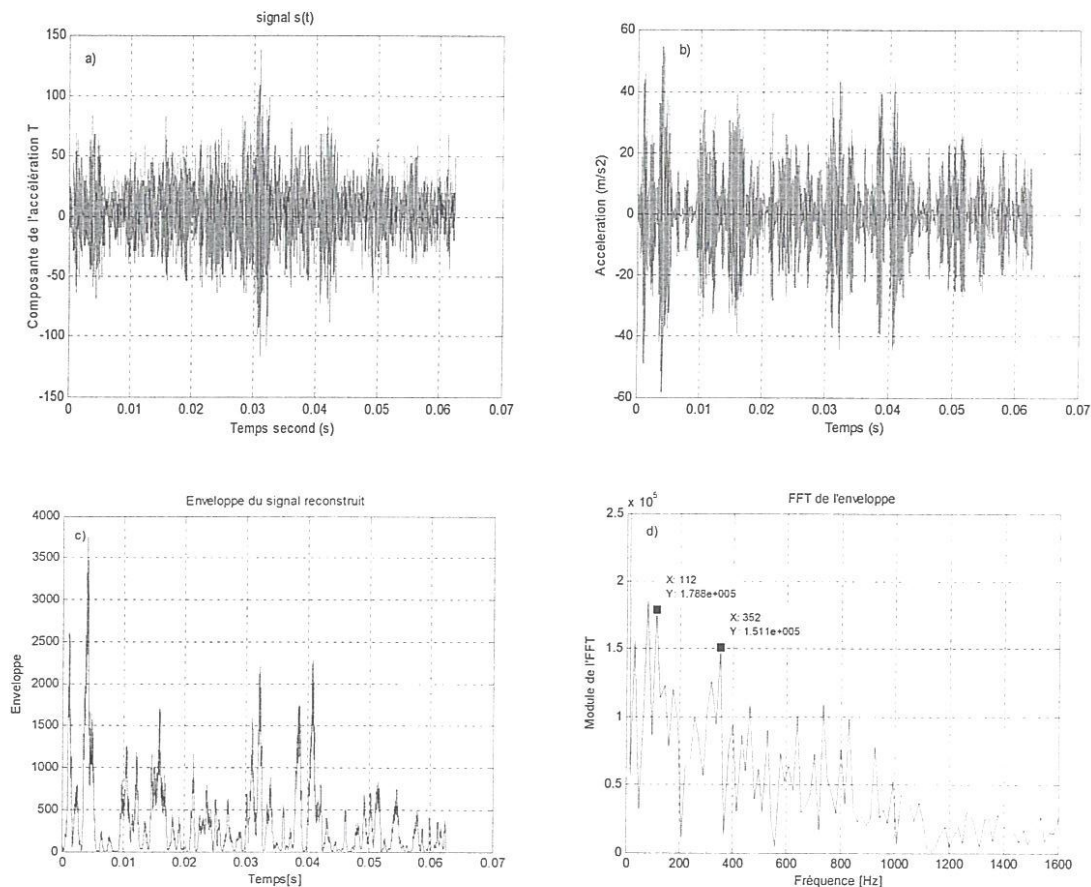 signal s(t)
a)
150
100
50
0
-50
-100
-150
0 0.01 0.02 0.03 0.04 0.05 0.06 0.07
Composante de l'accélération T
Temps second (s)
b)
60
40
20
0
-20
-40
-60
0 0.01 0.02 0.03 0.04 0.05 0.06 0.07
Acceleration (m/s2)
Temps (s)
Enveloppe du signal reconstruit
c)
4000
3500
3000
2500
2000
1500
1000
500
0
0 0.01 0.02 0.03 0.04 0.05 0.06 0.07
Enveloppe
Temps[s]
FFT de l'enveloppe
x 10^5
d)
2.5
2
1.5
1
0.5
0
0 200 400 600 800 1000 1200 1400 1600
X: 112
Y: 1.788e+005
X: 352
Y: 1.511e+005
Module de l'FFT
Fréquence [Hz]